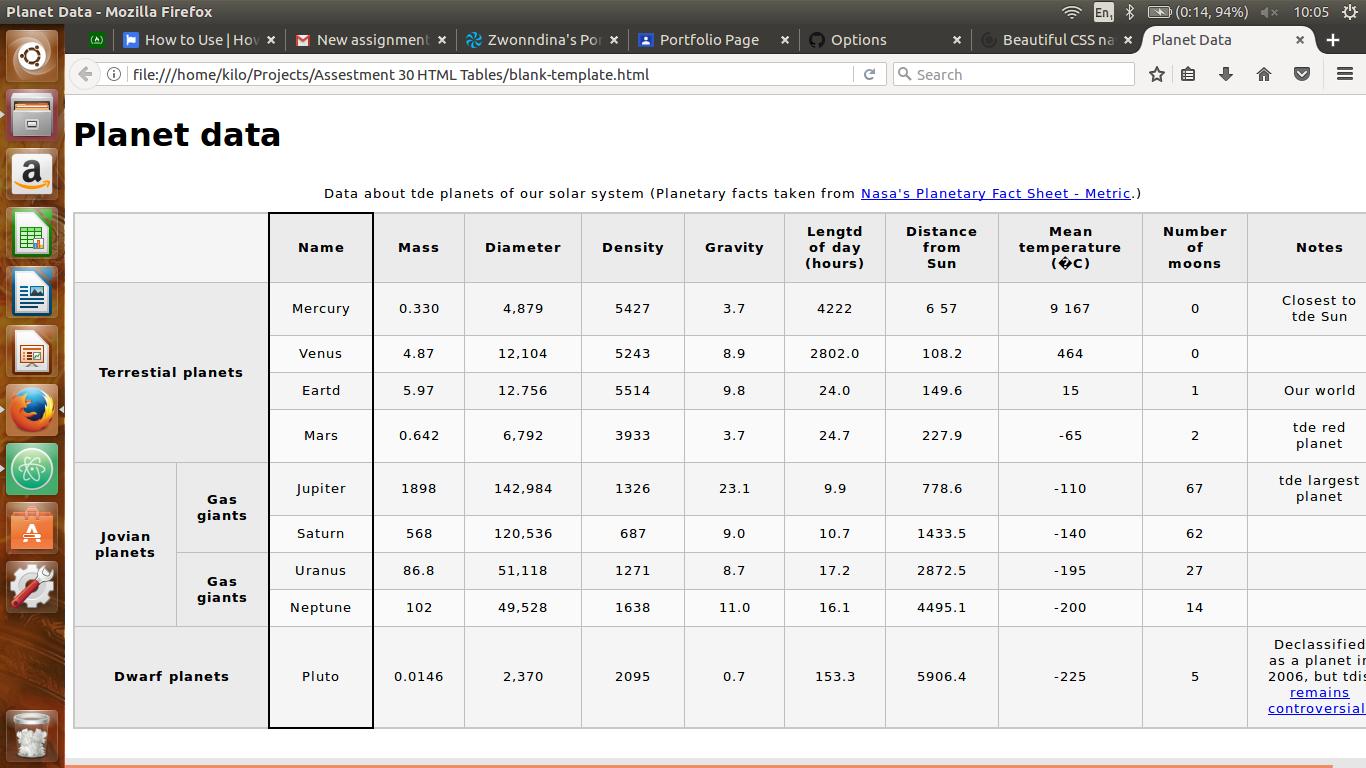 Planet Data - Mozilla Firefox
En1
(0:14, 94%)
10:05
How to Use | Hov
New assignment
Zwonndina's Po
Portfolio Page
Options
Beautiful CSS na
Planet Data
file:///home/kilo/Projects/Assestment 30 HTML Tables/blank-template.html
Search
Planet data
Data about tde planets of our solar system (Planetary facts taken from Nasa's Planetary Fact Sheet - Metric.)
Name Mass Diameter Density Gravity Lengtd of day (hours) Distance from Sun Mean temperature (�C) Number of moons Notes
Terrestial planets
Mercury 0.330 4,879 5427 3.7 4222 6 57 9 167 0 Closest to tde Sun
Venus 4.87 12,104 5243 8.9 2802.0 108.2 464 0
Eartd 5.97 12.756 5514 9.8 24.0 149.6 15 1 Our world
Mars 0.642 6,792 3933 3.7 24.7 227.9 -65 2 tde red planet
Jovian planets
Gas giants
Jupiter 1898 142,984 1326 23.1 9.9 778.6 -110 67 tde largest planet
Saturn 568 120,536 687 9.0 10.7 1433.5 -140 62
Gas giants
Uranus 86.8 51,118 1271 8.7 17.2 2872.5 -195 27
Neptune 102 49,528 1638 11.0 16.1 4495.1 -200 14
Dwarf planets
Pluto 0.0146 2,370 2095 0.7 153.3 5906.4 -225 5 Declassified as a planet in 2006, but tdis remains controversial